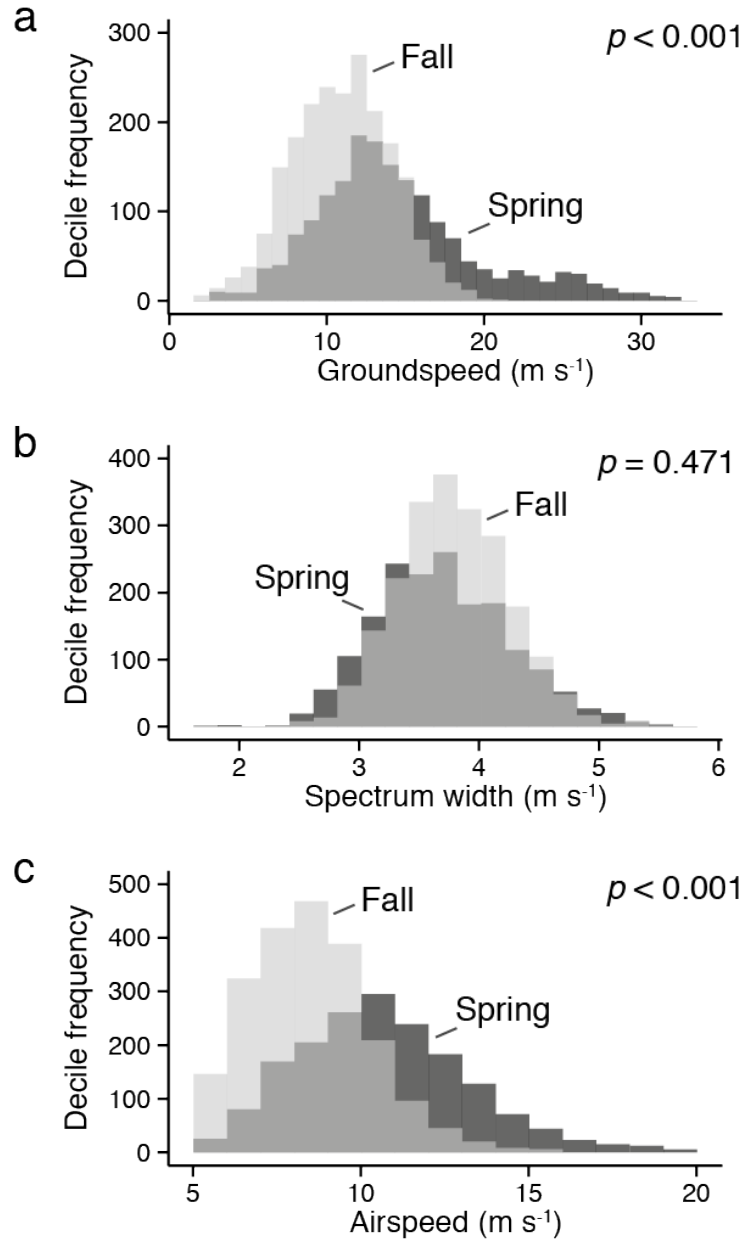 a
p < 0.001
300
200
100
0
Decile frequency
Fall
Spring
0 10 20 30
Groundspeed (m s-1)
b
p = 0.471
400
300
200
100
0
Decile frequency
Fall
Spring
2 3 4 5 6
Spectrum width (m s-1)
c
p < 0.001
500
400
300
200
100
0
Decile frequency
Fall
Spring
5 10 15 20
Airspeed (m s-1)